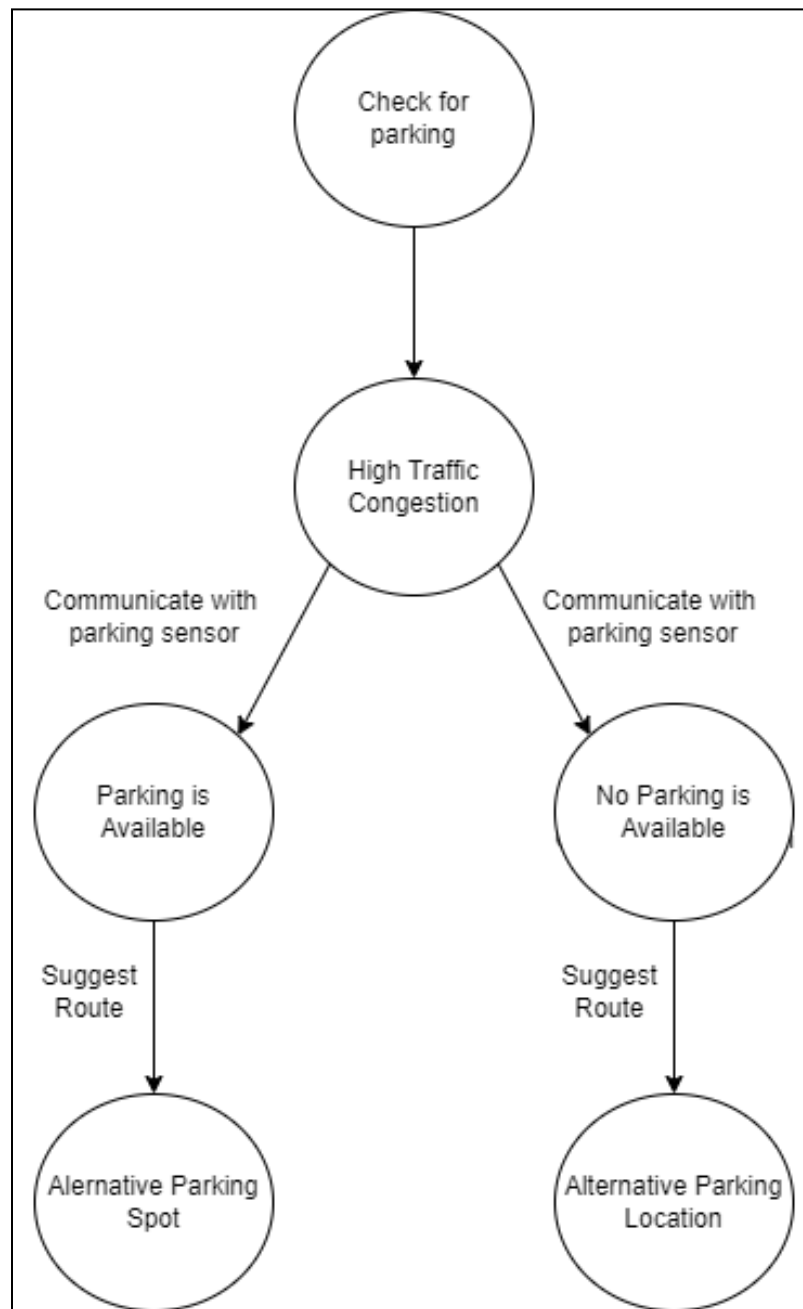 Check for
parking
High Traffic
Congestion
Communicate with
parking sensor
Communicate with
parking sensor
Parking is
Available
No Parking is
Available
Suggest
Route
Suggest
Route
Alernative Parking
Spot
Alternative Parking
Location